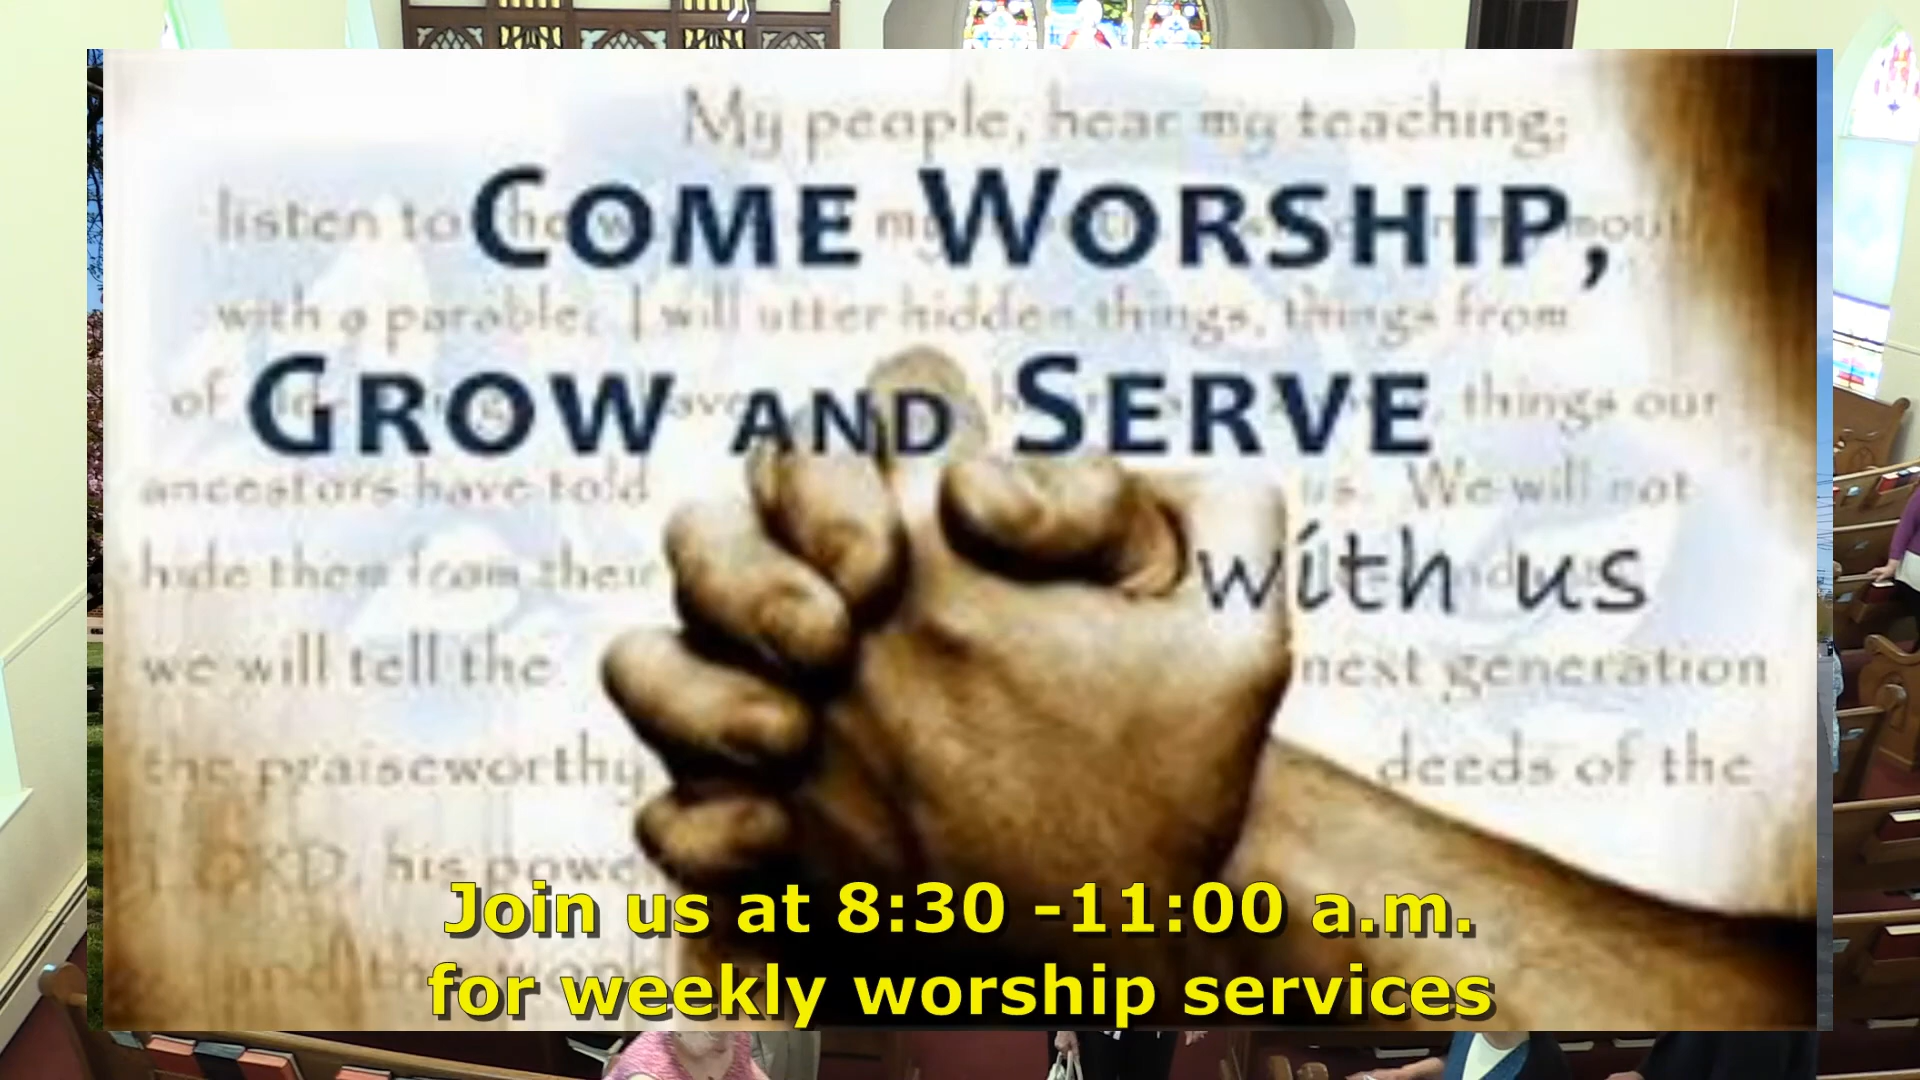 My people, hear my teaching;
COME WORSHIP,
listen to my mout
with a parable; I will utter hidden things, things from
GROW AND SERVE
of things our
ancestors have told us. We will not
with us
hide them from their
we will tell the next generation
the praiseworthy deeds of the
LORD, his powe
Join us at 8:30 -11:00 a.m.
for weekly worship services